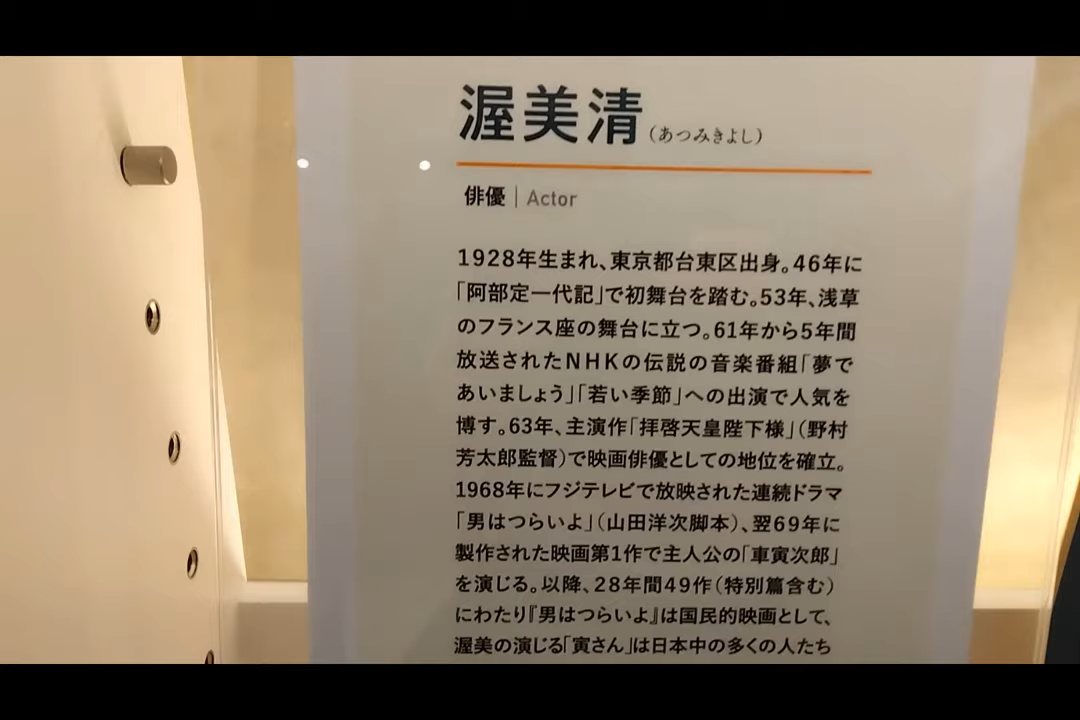 渥美清(あつみきよし)
俳優|Actor
1928年生まれ、東京都台東区出身。46年に
「阿部定一代記」で初舞台を踏む。53年、浅草
のフランス座の舞台に立つ。61年から5年間
放送されたNHKの伝説の音楽番組「夢で
あいましょう」「若い季節」への出演で人気を
博す。63年、主演作「拝啓天皇陛下様」(野村
芳太郎監督)で映画俳優としての地位を確立。
1968年にフジテレビで放映された連続ドラマ
「男はつらいよ」(山田洋次脚本)、翌69年に
製作された映画第1作で主人公の「車寅次郎」
を演じる。以降、28年間49作(特別篇含む)
にわたり『男はつらいよ』は国民的映画として、
渥美の演じる「寅さん」は日本中の多くの人たち